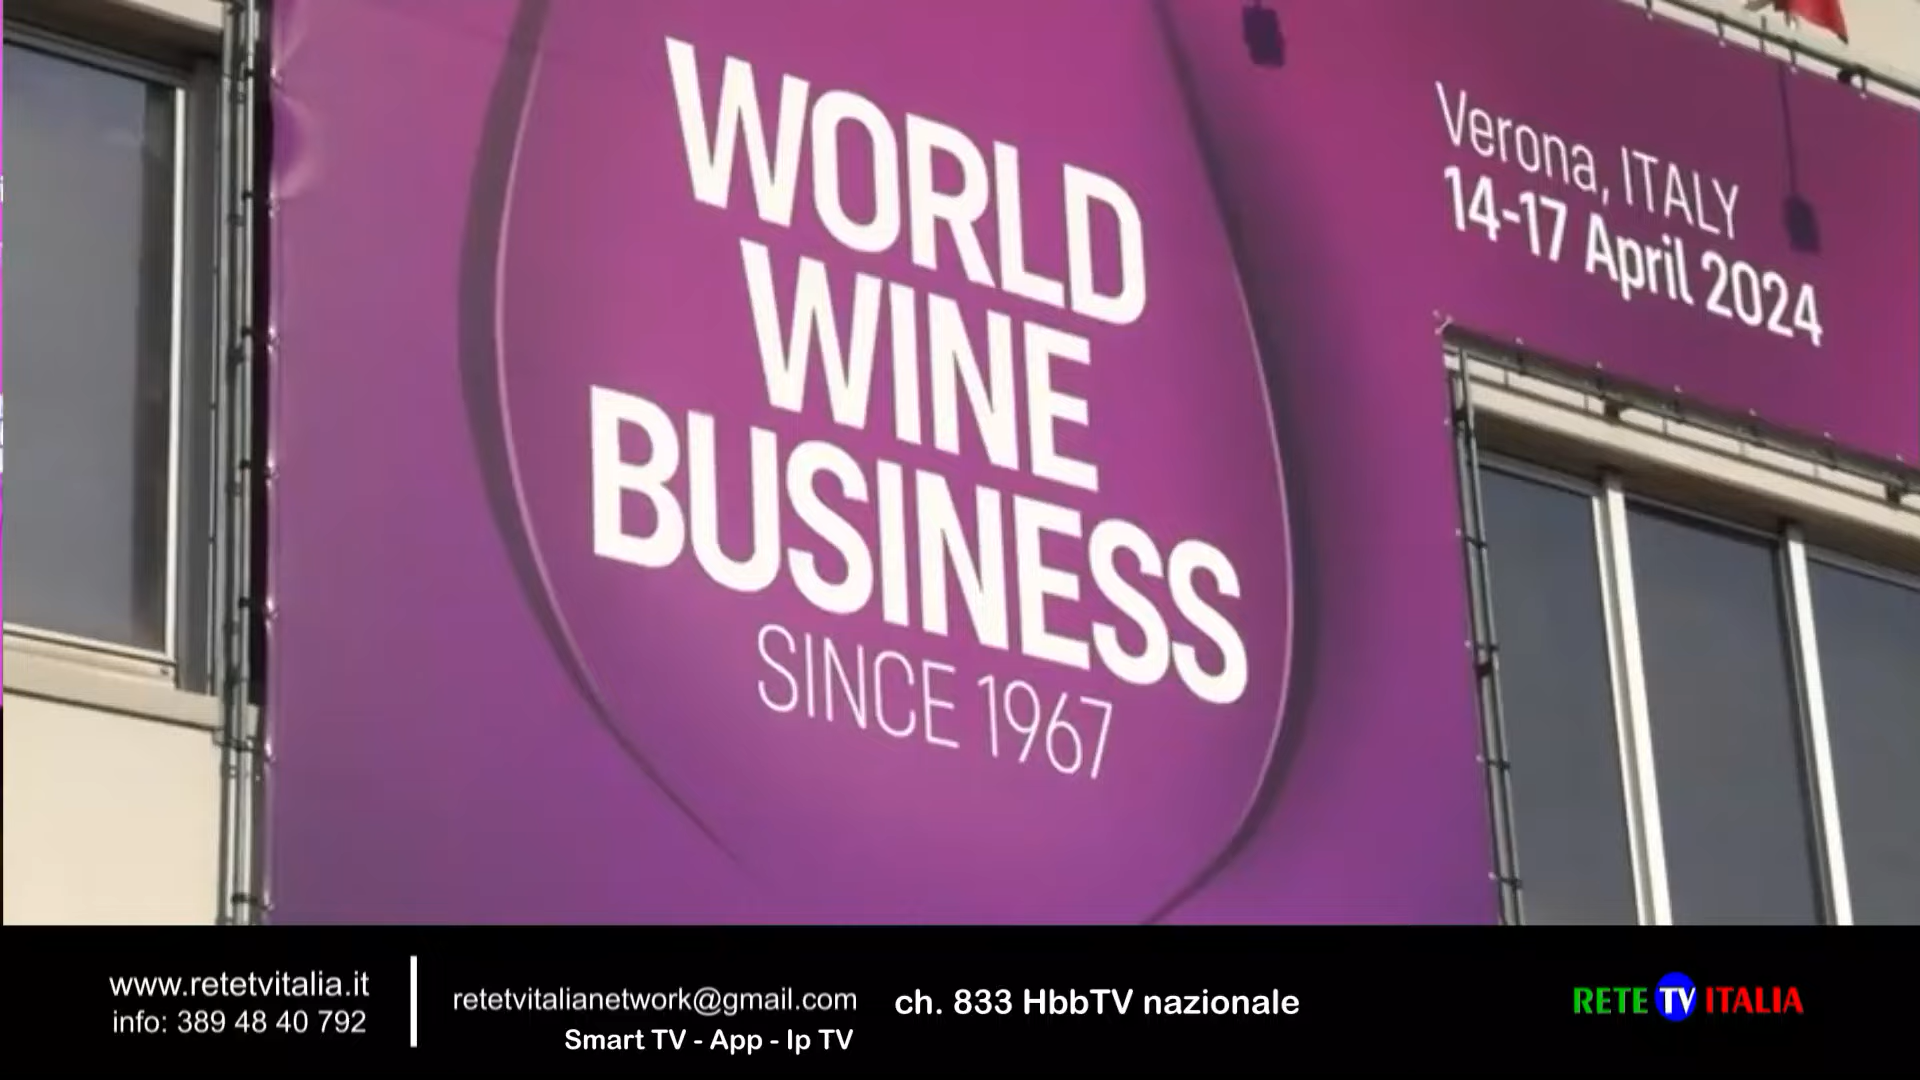 WORLD
WINE
BUSINESS
SINCE 1967
Verona, ITALY
14-17 April 2024
www.retetvitalia.it
info: 389 48 40 792
retetvitalianetwork@gmail.com
Smart TV - App - Ip TV
ch. 833 HbbTV nazionale
RETE TV ITALIA